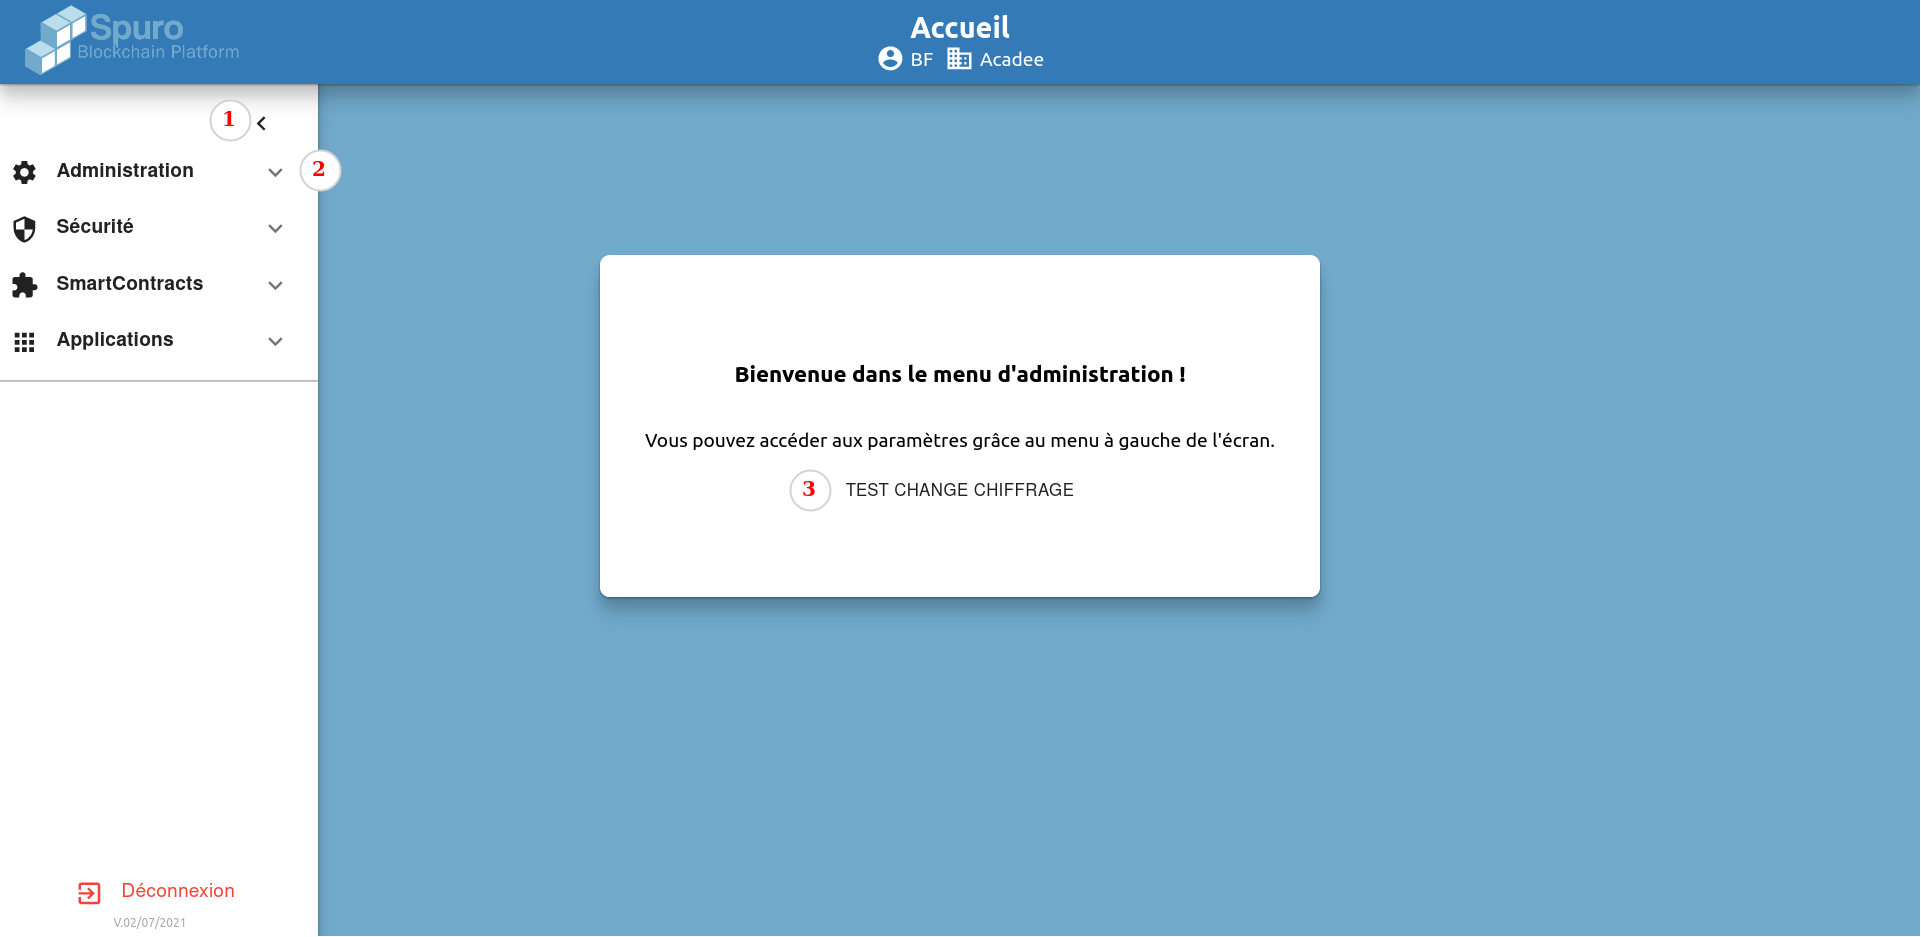 Spuro
Blockchain Platform
Accueil
BF Acadee
1
Administration
2
Sécurité
SmartContracts
Applications
Bienvenue dans le menu d'administration !
Vous pouvez accéder aux paramètres grâce au menu à gauche de l'écran.
3 TEST CHANGE CHIFFRAGE
Déconnexion
V.02/07/2021